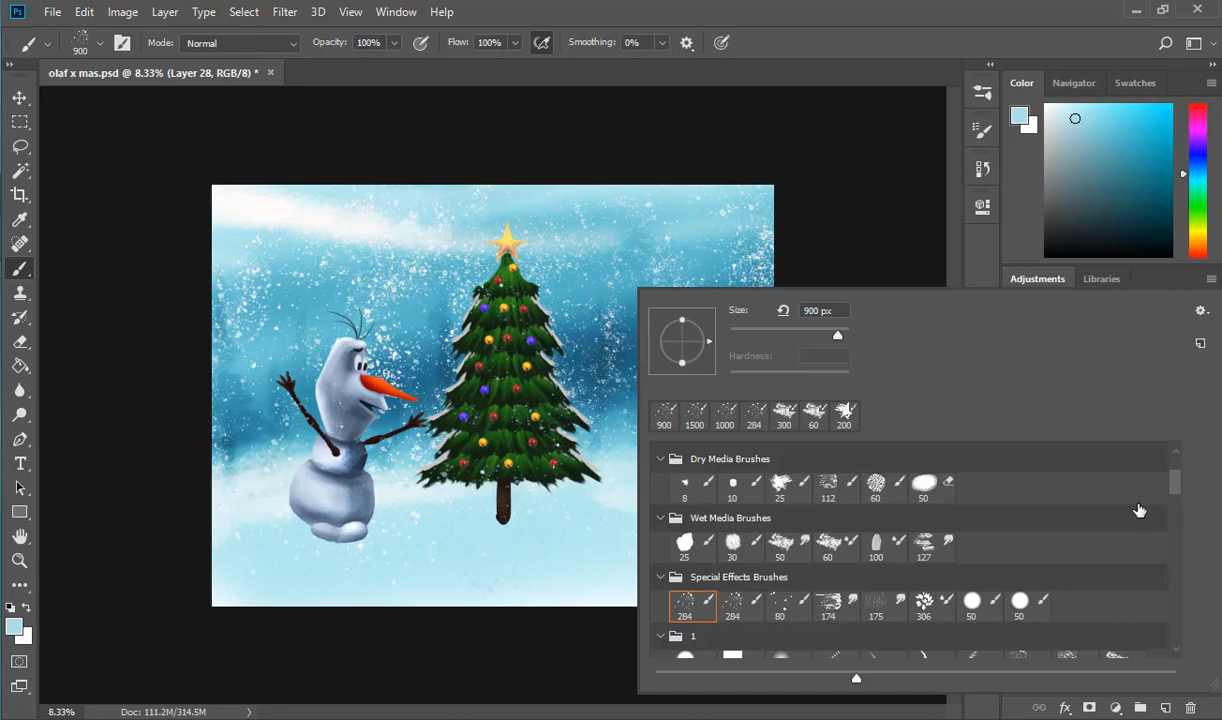 Ps File Edit Image Layer Type Select Filter 3D View Window Help
900 Mode: Normal Opacity: 100% Flow: 100% Smoothing: 0%
olaf x mas.psd @ 8.33% (Layer 28, RGB/8) *
Color Navigator Swatches
Adjustments Libraries
Size: 900 px
Hardness:
900 1500 1000 284 300 60 200
Dry Media Brushes
8 10 25 112 60 50
Wet Media Brushes
25 30 50 60 100 127
Special Effects Brushes
284 284 80 174 175 306 50 50
1
8.33% Doc: 111.2M/314.5M